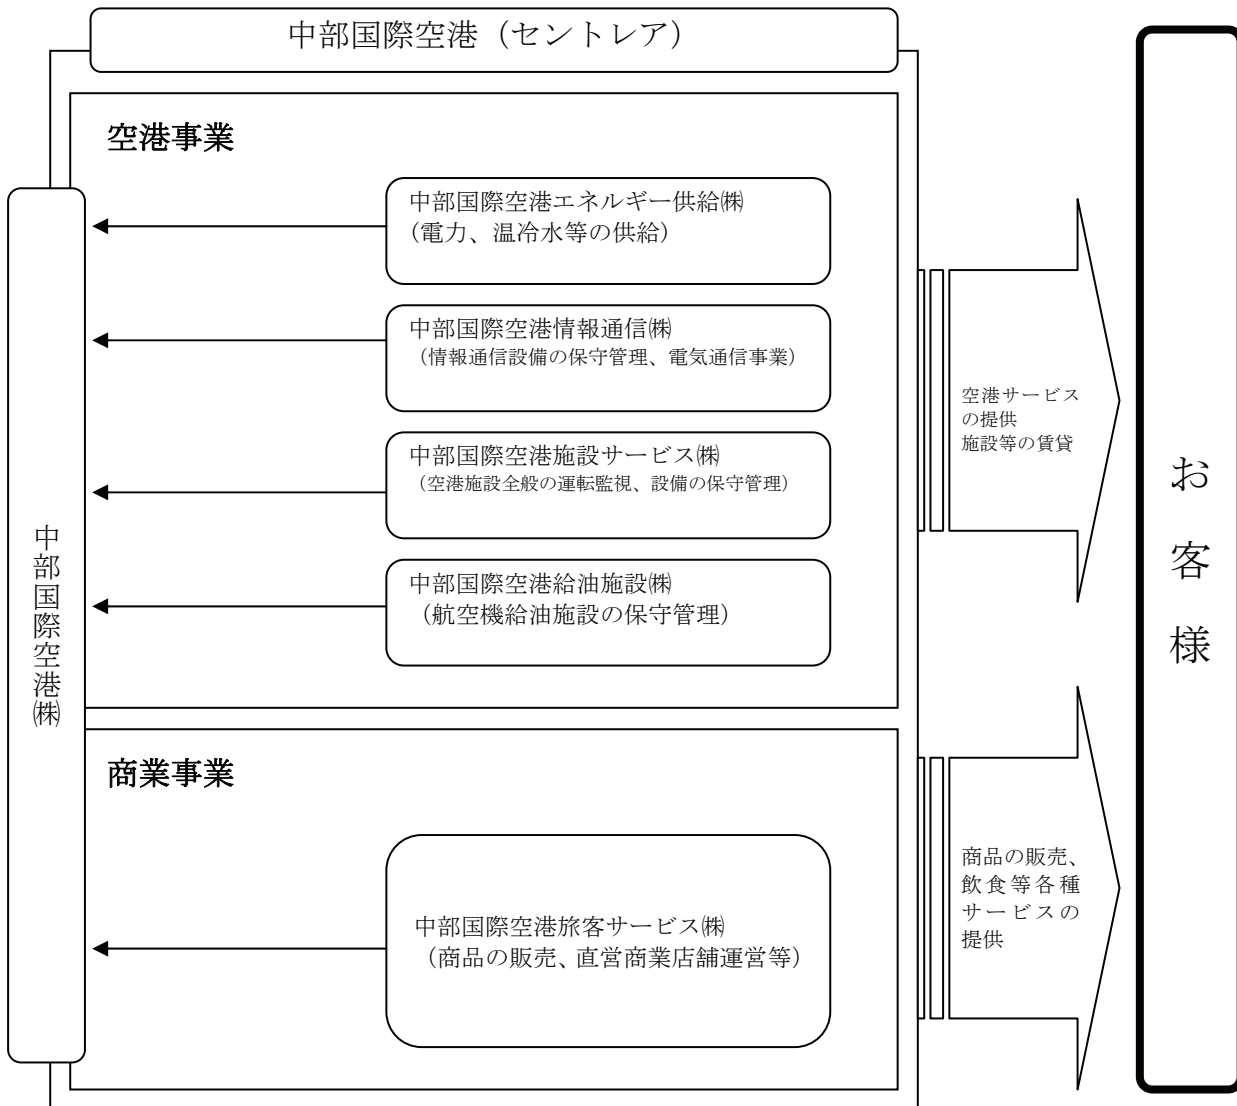 中部国際空港（セントレア）
空港事業
中部国際空港エネルギー供給㈱
（電力、温冷水等の供給）
中部国際空港情報通信㈱
（情報通信設備の保守管理、電気通信事業）
中部国際空港施設サービス㈱
（空港施設全般の運転監視、設備の保守管理）
中部国際空港給油施設㈱
（航空機給油施設の保守管理）
中部国際空港㈱
空港サービス
の提供
施設等の賃貸
お客様
商業事業
中部国際空港旅客サービス㈱
（商品の販売、直営商業店舗運営等）
商品の販売、
飲食等各種
サービスの
提供